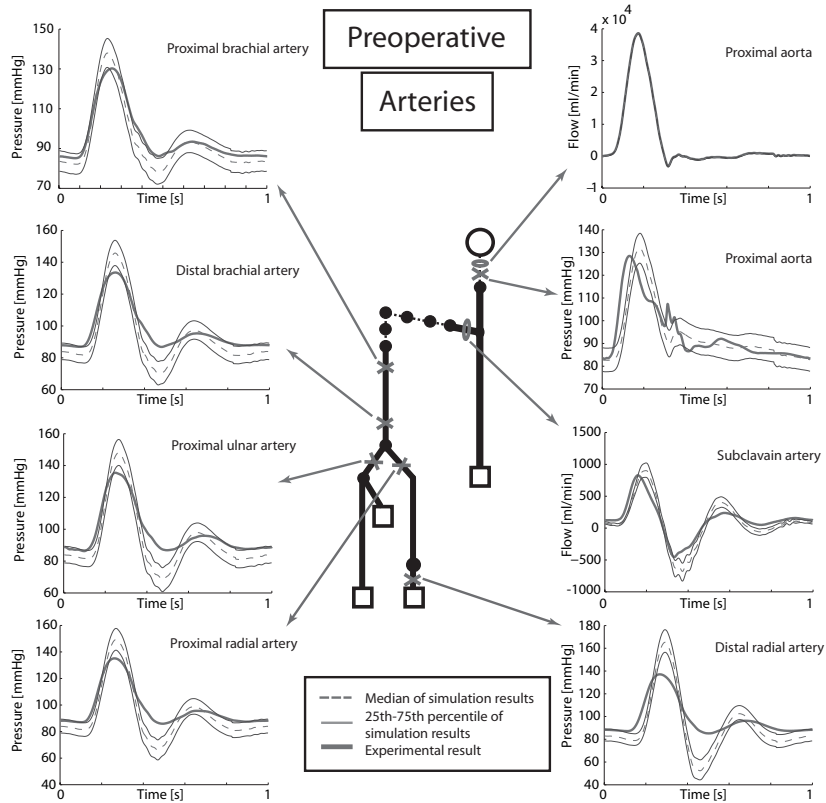 Preoperative
Arteries
Proximal brachial artery
Pressure [mmHg]
150
130
110
90
70
0
Time [s]
1
Distal brachial artery
Pressure [mmHg]
160
140
120
100
80
60
0
Time [s]
1
Proximal ulnar artery
Pressure [mmHg]
160
140
120
100
80
60
0
Time [s]
1
Proximal radial artery
Pressure [mmHg]
160
140
120
100
80
60
40
0
Time [s]
1
x 10⁴
Proximal aorta
Flow [ml/min]
4
3
2
1
0
−1
0
Time [s]
1
Proximal aorta
Pressure [mmHg]
140
130
120
110
100
90
80
70
0
Time [s]
1
Subclavain artery
Flow [ml/min]
1500
1000
500
0
−500
-1000
0
Time [s]
1
Distal radial artery
Pressure [mmHg]
180
160
140
120
100
80
60
40
0
Time [s]
1
Median of simulation results
25th-75th percentile of
simulation results
Experimental result